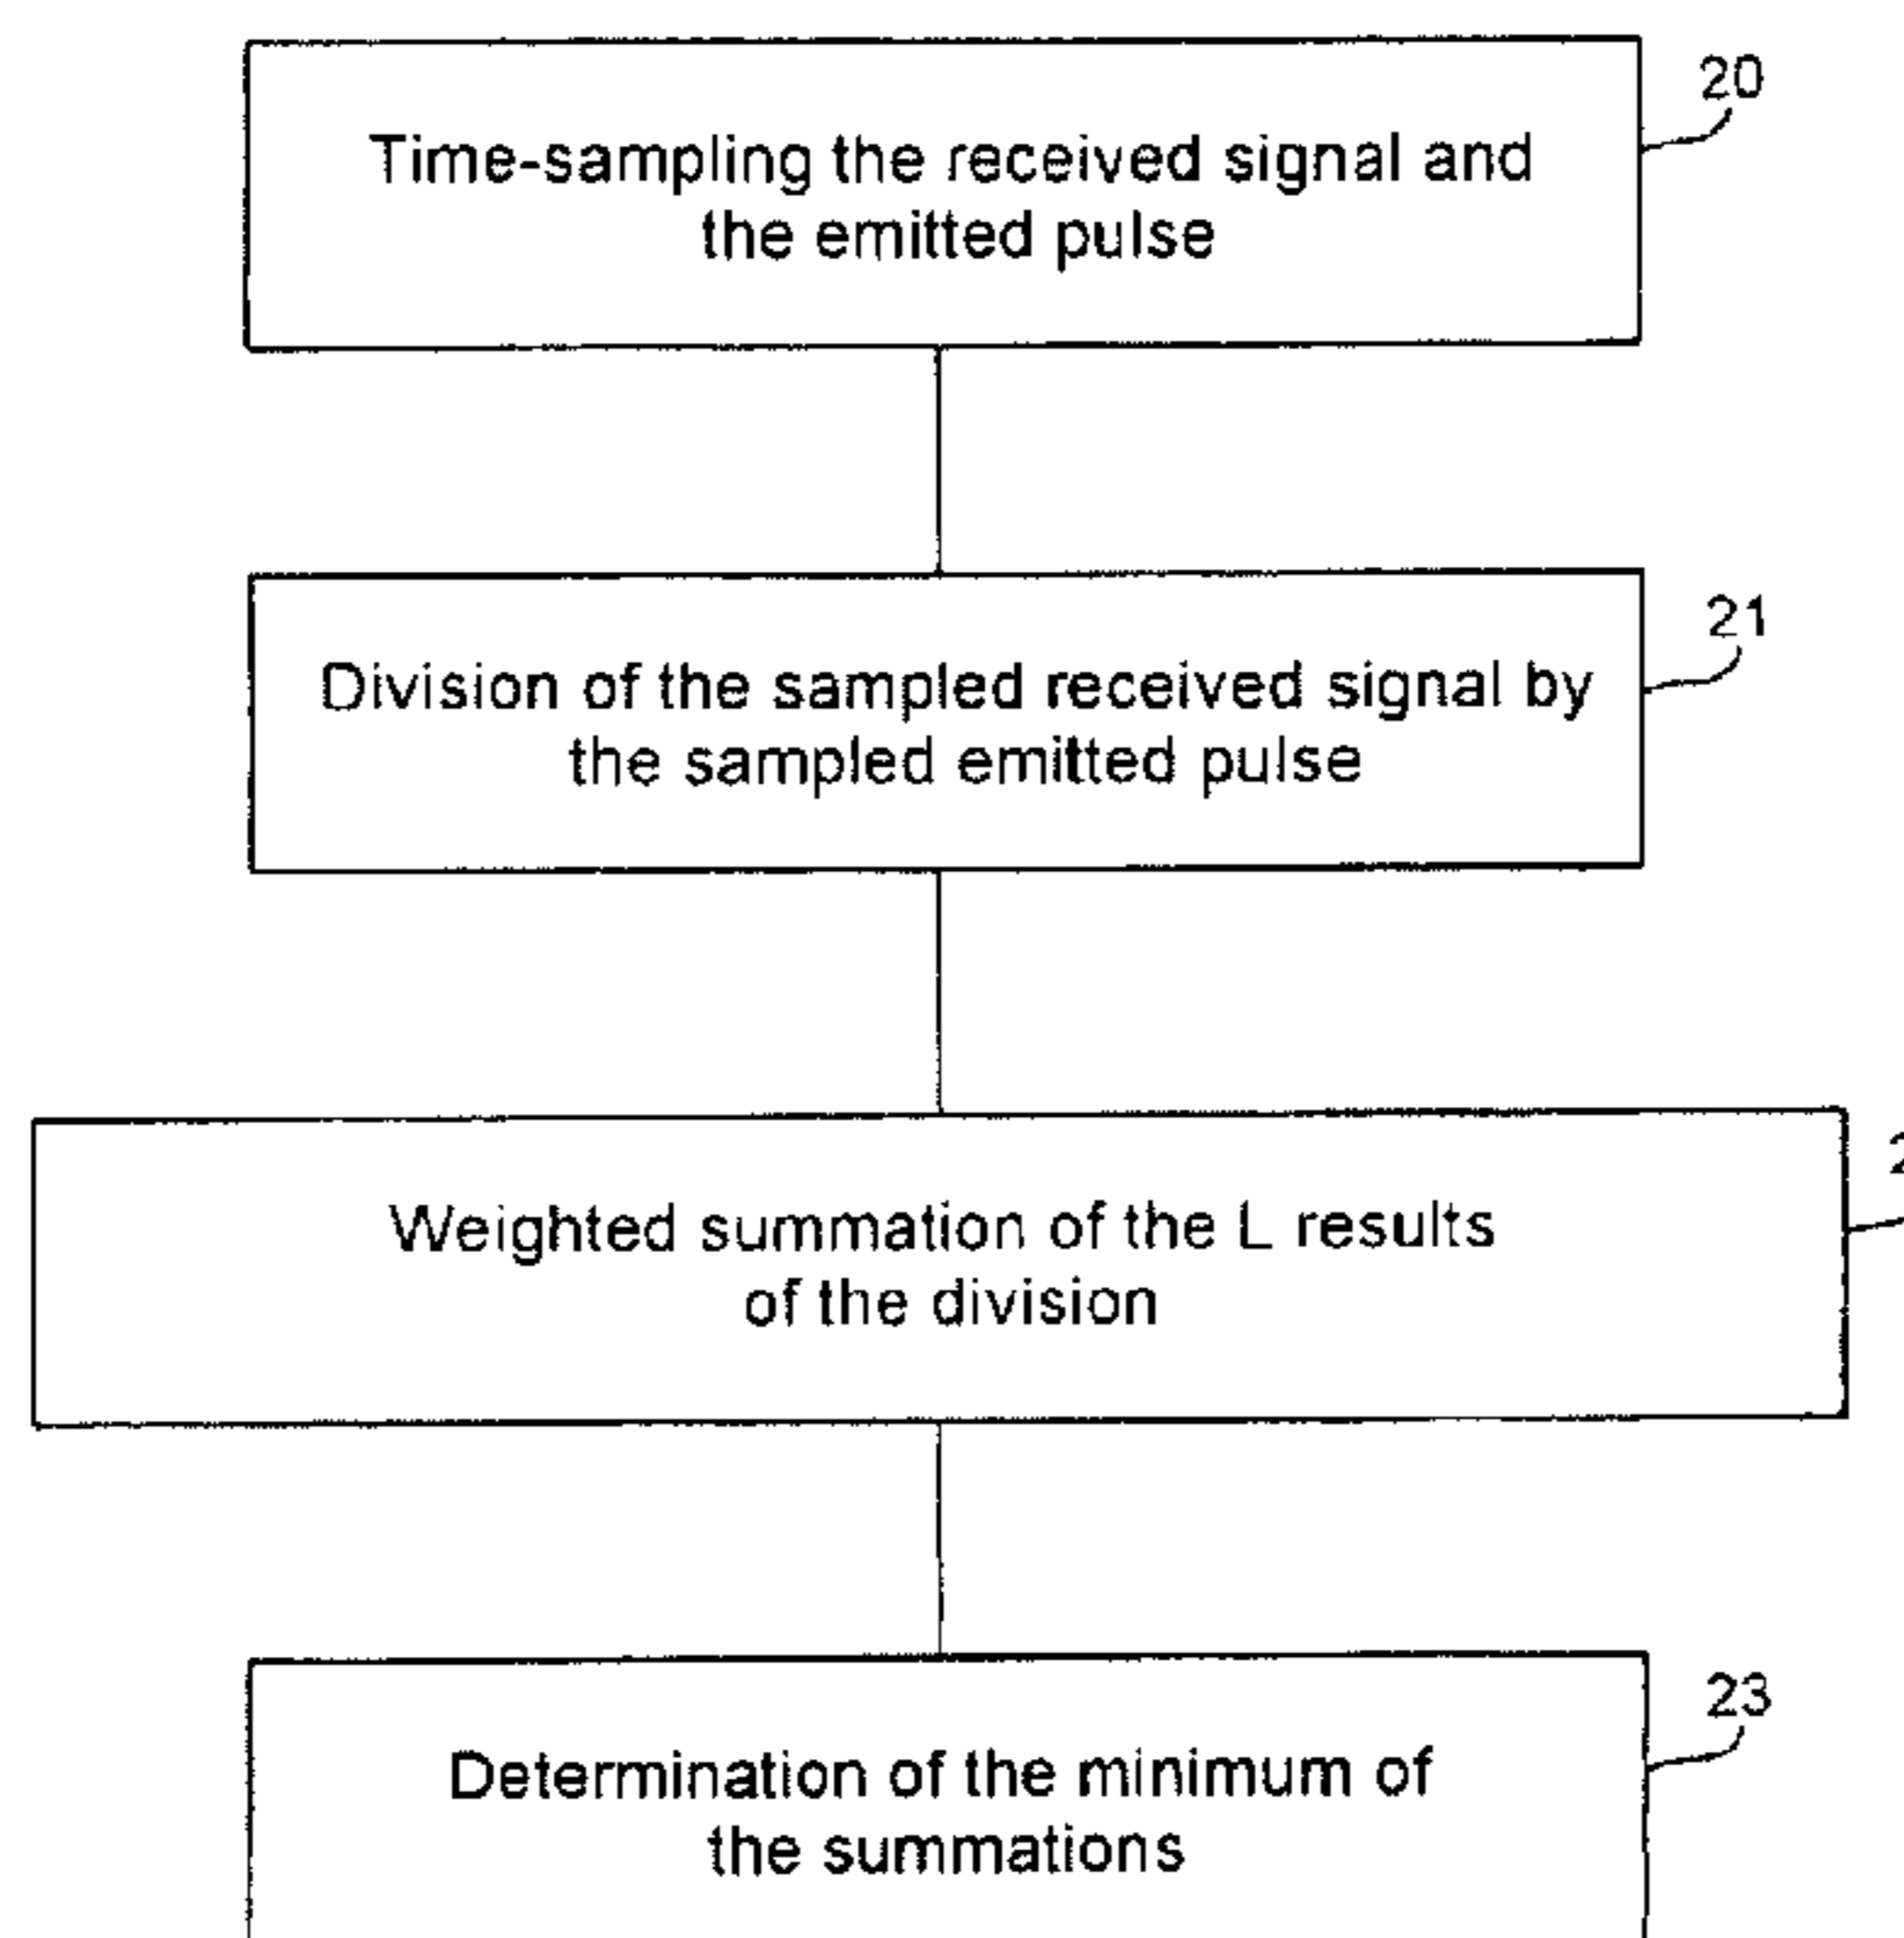 20
Time-sampling the received signal and
the emitted pulse
21
Division of the sampled received signal by
the sampled emitted pulse
Weighted summation of the L results
of the division
23
Determination of the minimum of
the summations